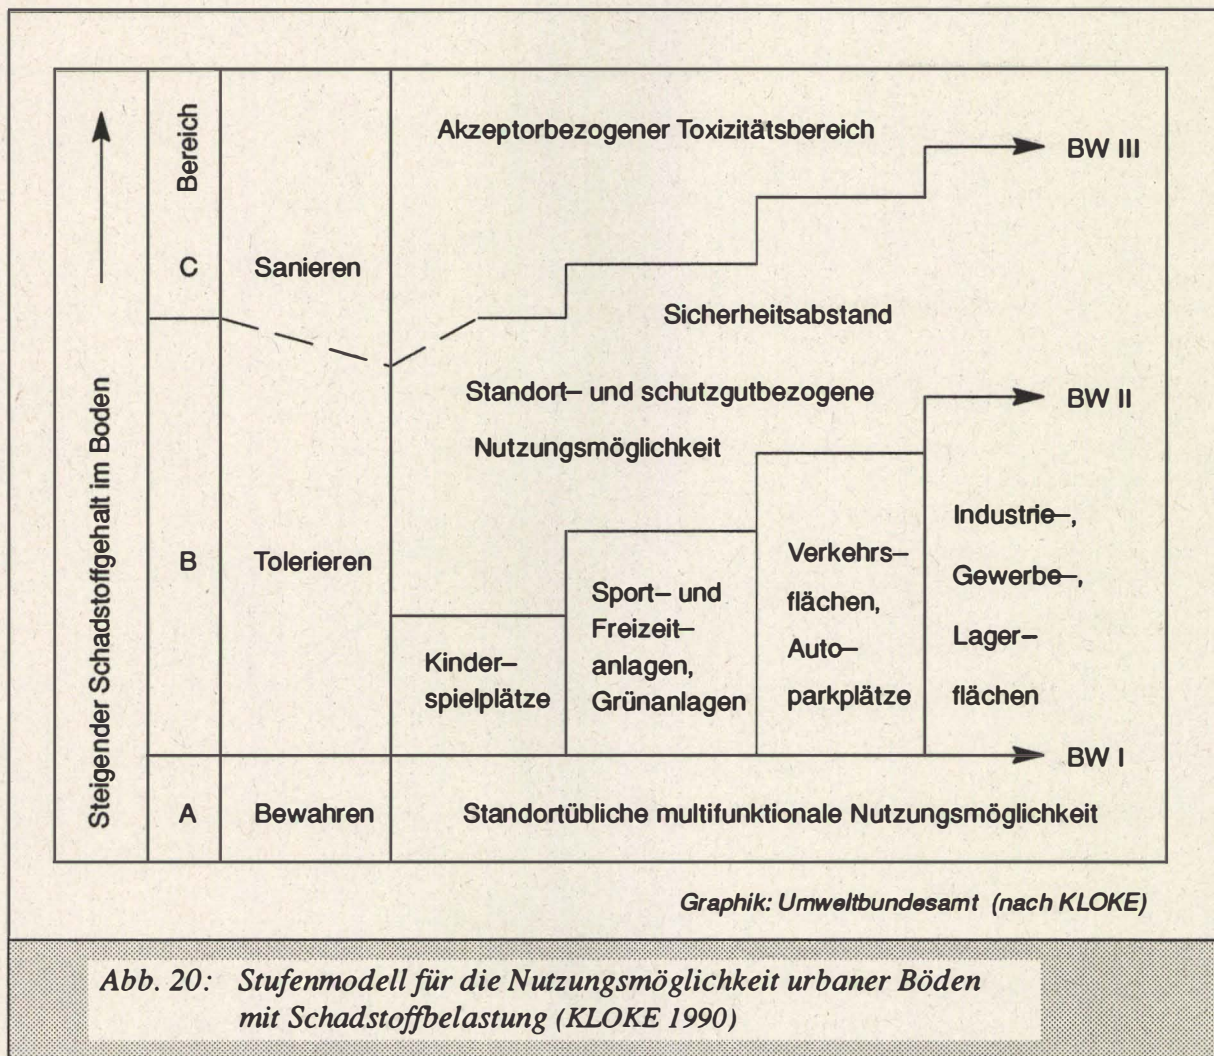 Steigender Schadstoffgehalt im Boden
Bereich
C
Sanieren
B
Tolerieren
A
Bewahren
Akzeptorbezogener Toxizitätsbereich
BW III
Sicherheitsabstand
Standort– und schutzgutbezogene
Nutzungsmöglichkeit
BW II
Kinder–
spielplätze
Sport– und
Freizeit–
anlagen,
Grünanlagen
Verkehrs–
flächen,
Auto–
parkplätze
Industrie–,
Gewerbe–,
Lager–
flächen
BW I
Standortübliche multifunktionale Nutzungsmöglichkeit
Graphik: Umweltbundesamt (nach KLOKE)
Abb. 20: Stufenmodell für die Nutzungsmöglichkeit urbaner Böden
mit Schadstoffbelastung (KLOKE 1990)